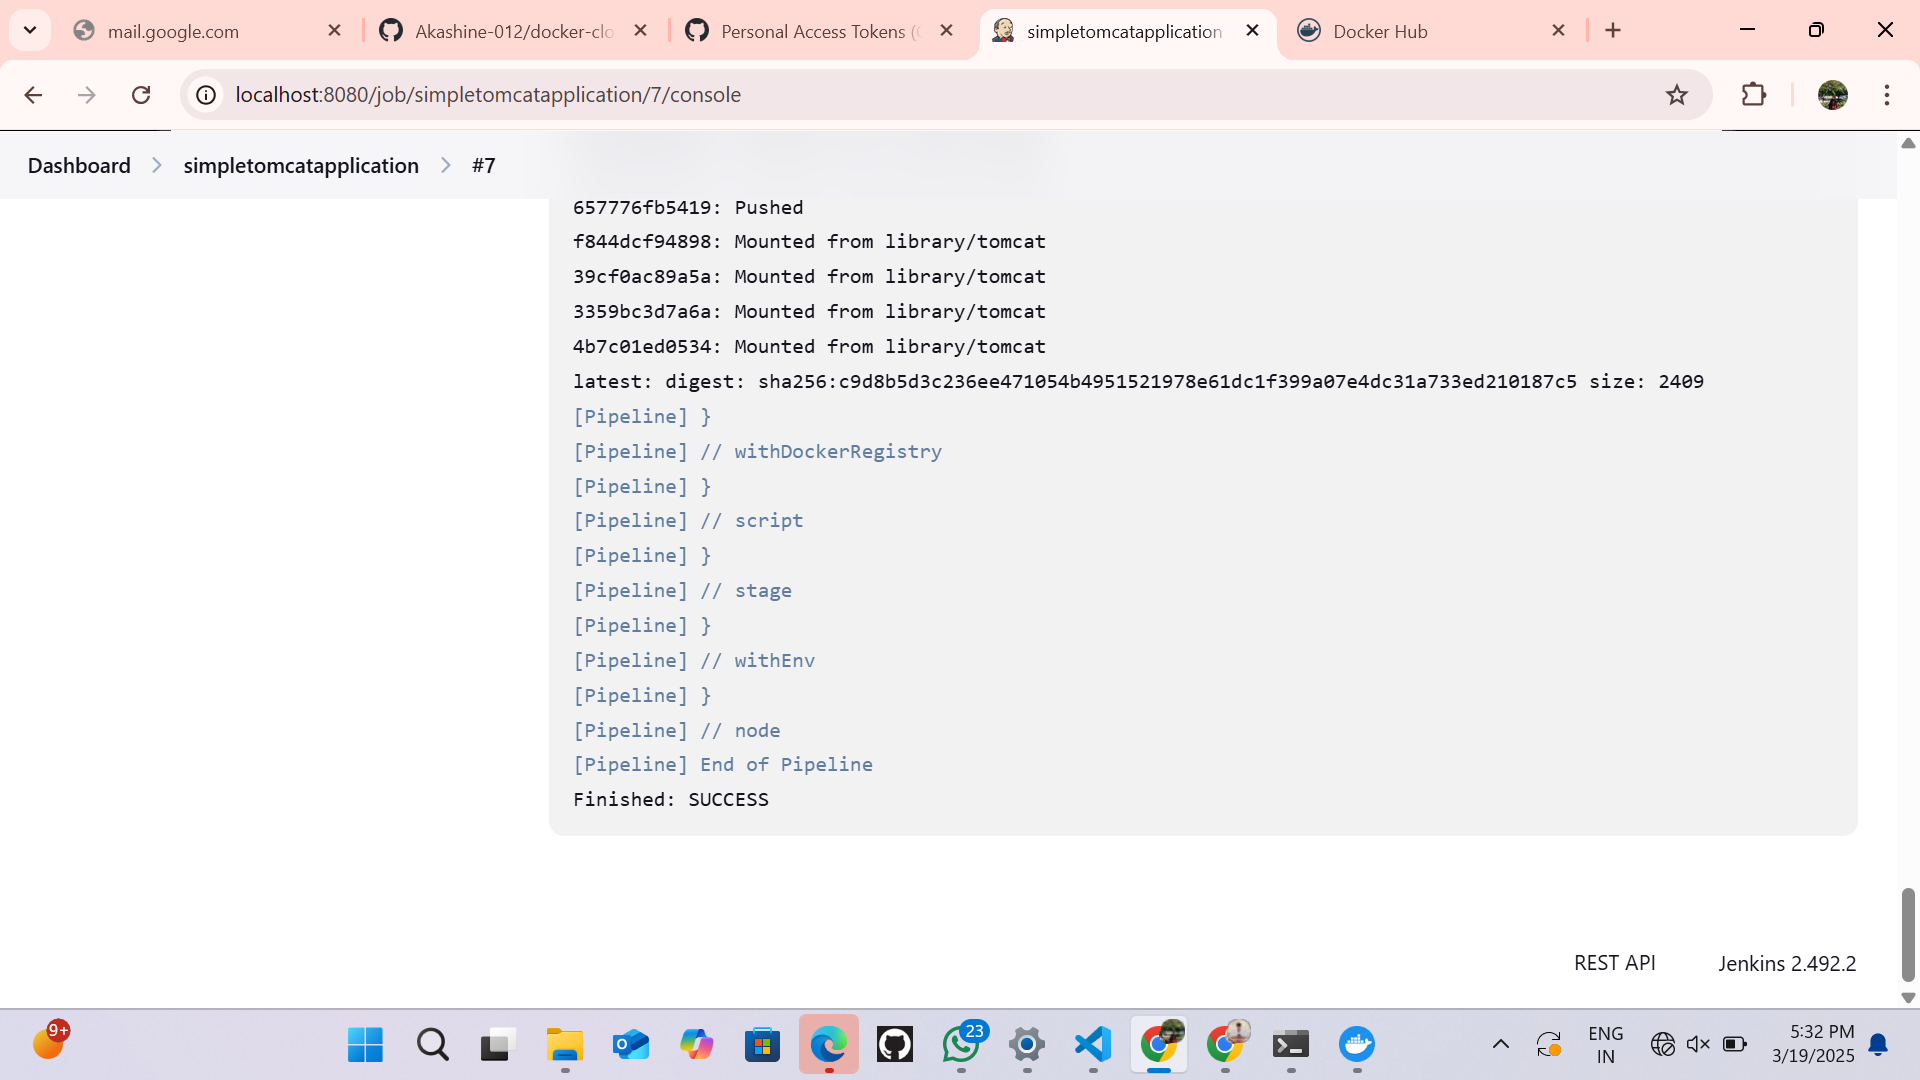 mail.google.com
Akashine-012/docker-clo
Personal Access Tokens (
simpletomcatapplication
Docker Hub
localhost:8080/job/simpletomcatapplication/7/console
Dashboard
simpletomcatapplication
#7
657776fb5419: Pushed
f844dcf94898: Mounted from library/tomcat
39cf0ac89a5a: Mounted from library/tomcat
3359bc3d7a6a: Mounted from library/tomcat
4b7c01ed0534: Mounted from library/tomcat
latest: digest: sha256:c9d8b5d3c236ee471054b4951521978e61dc1f399a07e4dc31a733ed210187c5 size: 2409
[Pipeline] }
[Pipeline] // withDockerRegistry
[Pipeline] }
[Pipeline] // script
[Pipeline] }
[Pipeline] // stage
[Pipeline] }
[Pipeline] // withEnv
[Pipeline] }
[Pipeline] // node
[Pipeline] End of Pipeline
Finished: SUCCESS
REST API
Jenkins 2.492.2
9+
23
ENG
IN
5:32 PM
3/19/2025